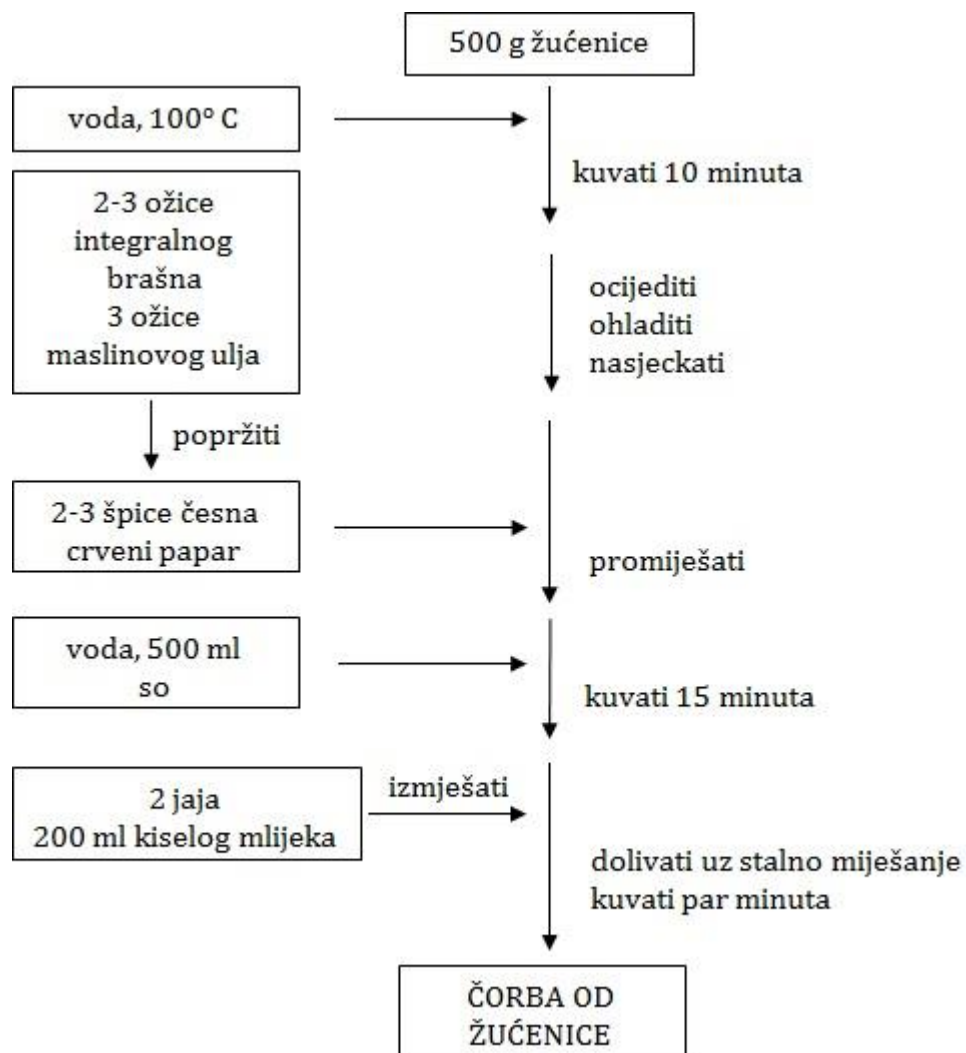 500 g žućenice
voda, 100° C
kuvati 10 minuta
2-3 ožice
integralnog
brašna
3 ožice
maslinovog ulja
ocijediti
ohladiti
nasjeckati
popržiti
2-3 špice česna
crveni papar
promiješati
voda, 500 ml
so
kuvati 15 minuta
2 jaja
200 ml kiselog mlijeka
izmješati
dolivati uz stalno miješanje
kuvati par minuta
ČORBA OD
ŽUĆENICE